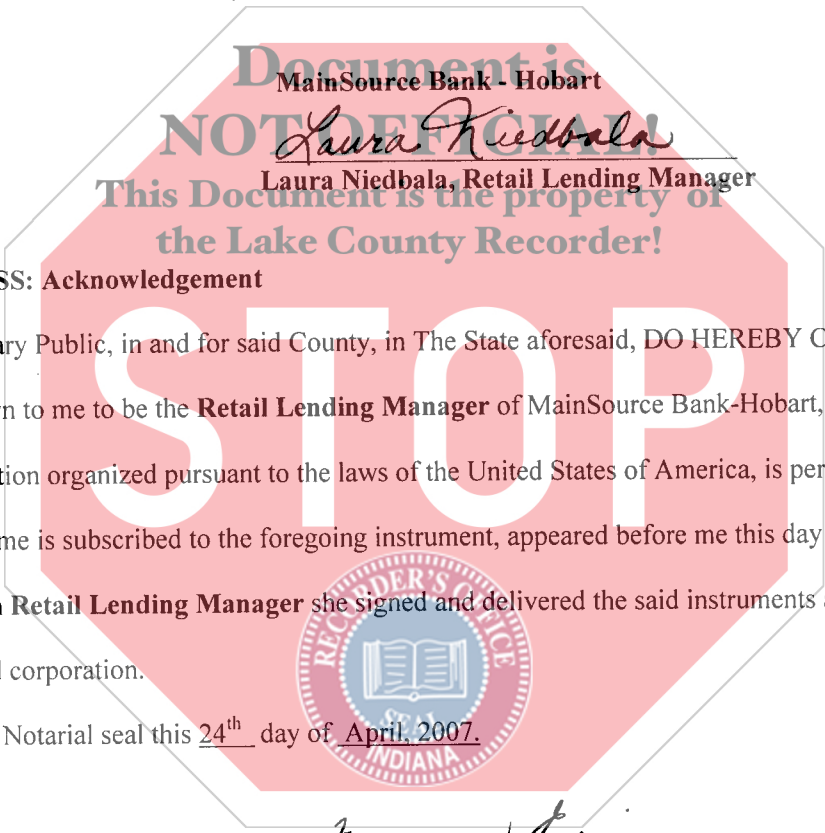 Document is
MainSource Bank - Hobart
NOT OFFICIAL!
Laura Niedbala
Laura Niedbala, Retail Lending Manager
This Document is the property of
the Lake County Recorder!
SS: Acknowledgement
ary Public, in and for said County, in The State aforesaid, DO HEREBY C
n to me to be the Retail Lending Manager of MainSource Bank-Hobart,
tion organized pursuant to the laws of the United States of America, is per
me is subscribed to the foregoing instrument, appeared before me this day
Retail Lending Manager she signed and delivered the said instruments
corporation.
Notarial seal this 24th day of April, 2007.
STOP
RECORDER'S OFFICE
SEAL
INDIANA